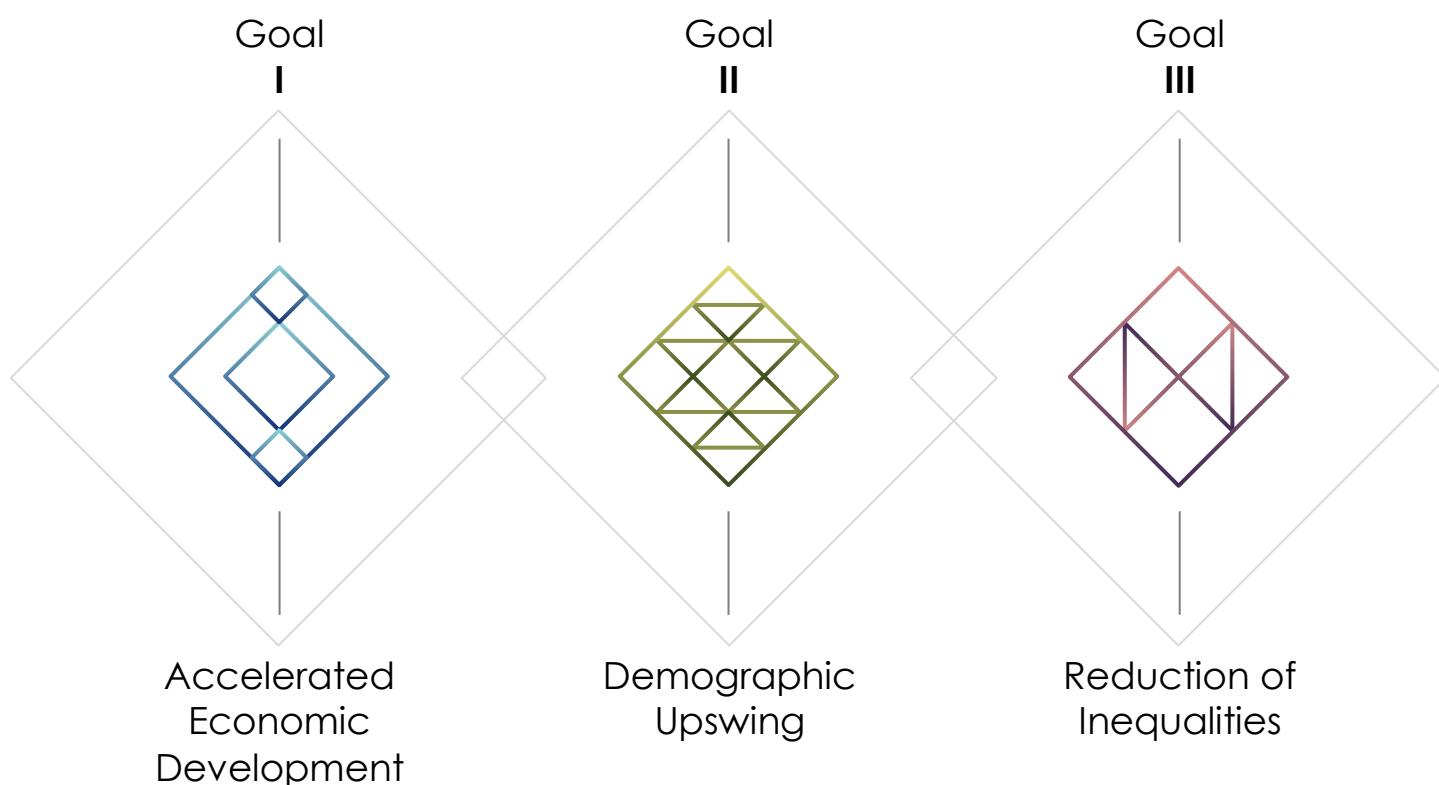 Goal
I
Goal
II
Goal
III
Accelerated
Economic
Development
Demographic
Upswing
Reduction of
Inequalities